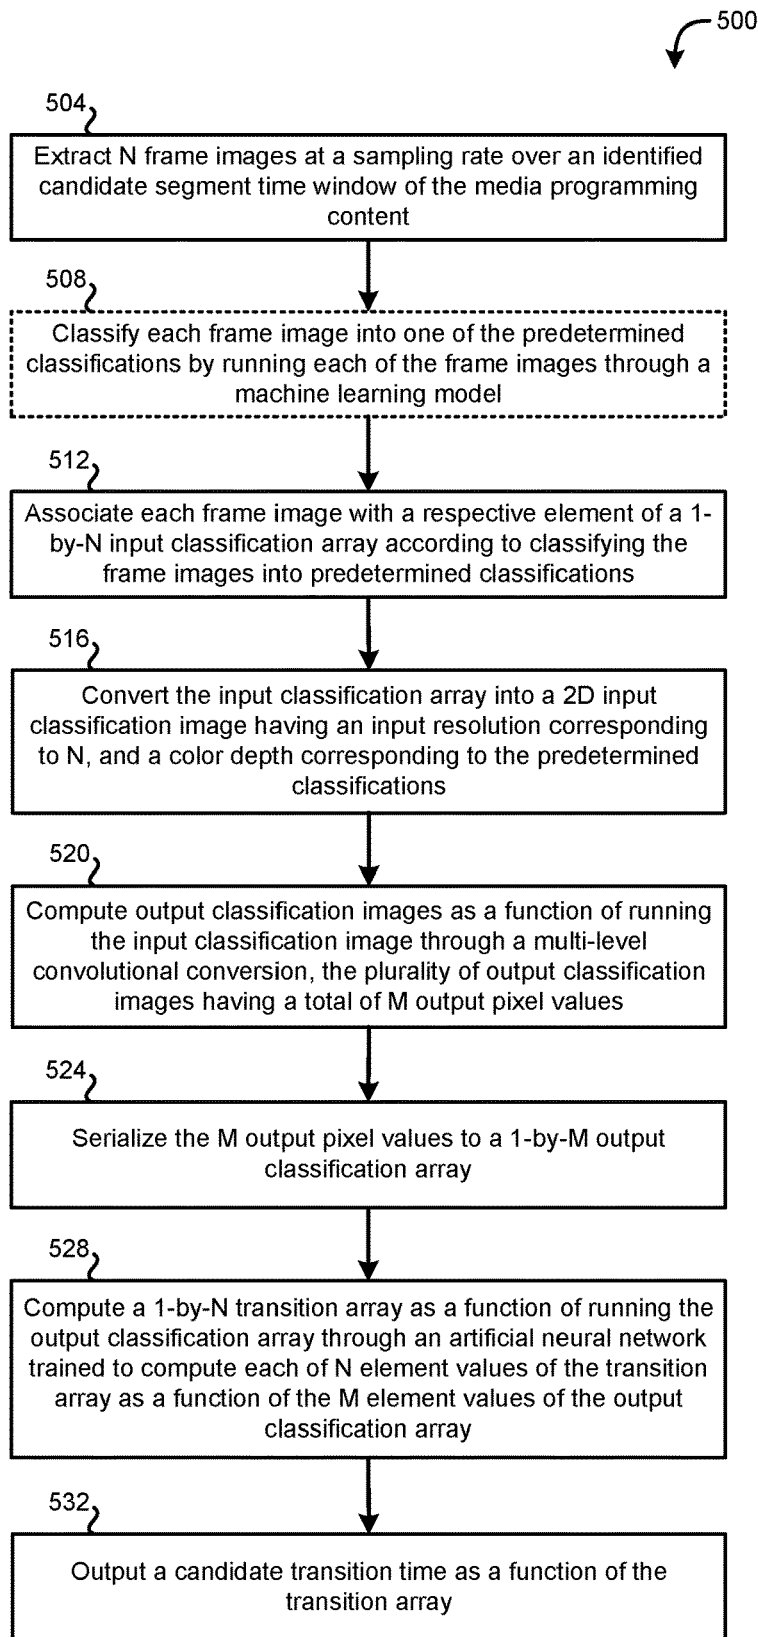 500
504
Extract N frame images at a sampling rate over an identified
candidate segment time window of the media programming
content
508
Classify each frame image into one of the predetermined
classifications by running each of the frame images through a
machine learning model
512
Associate each frame image with a respective element of a 1-
by-N input classification array according to classifying the
frame images into predetermined classifications
516
Convert the input classification array into a 2D input
classification image having an input resolution corresponding
to N, and a color depth corresponding to the predetermined
classifications
520
Compute output classification images as a function of running
the input classification image through a multi-level
convolutional conversion, the plurality of output classification
images having a total of M output pixel values
524
Serialize the M output pixel values to a 1-by-M output
classification array
528
Compute a 1-by-N transition array as a function of running the
output classification array through an artificial neural network
trained to compute each of N element values of the transition
array as a function of the M element values of the output
classification array
532
Output a candidate transition time as a function of the
transition array